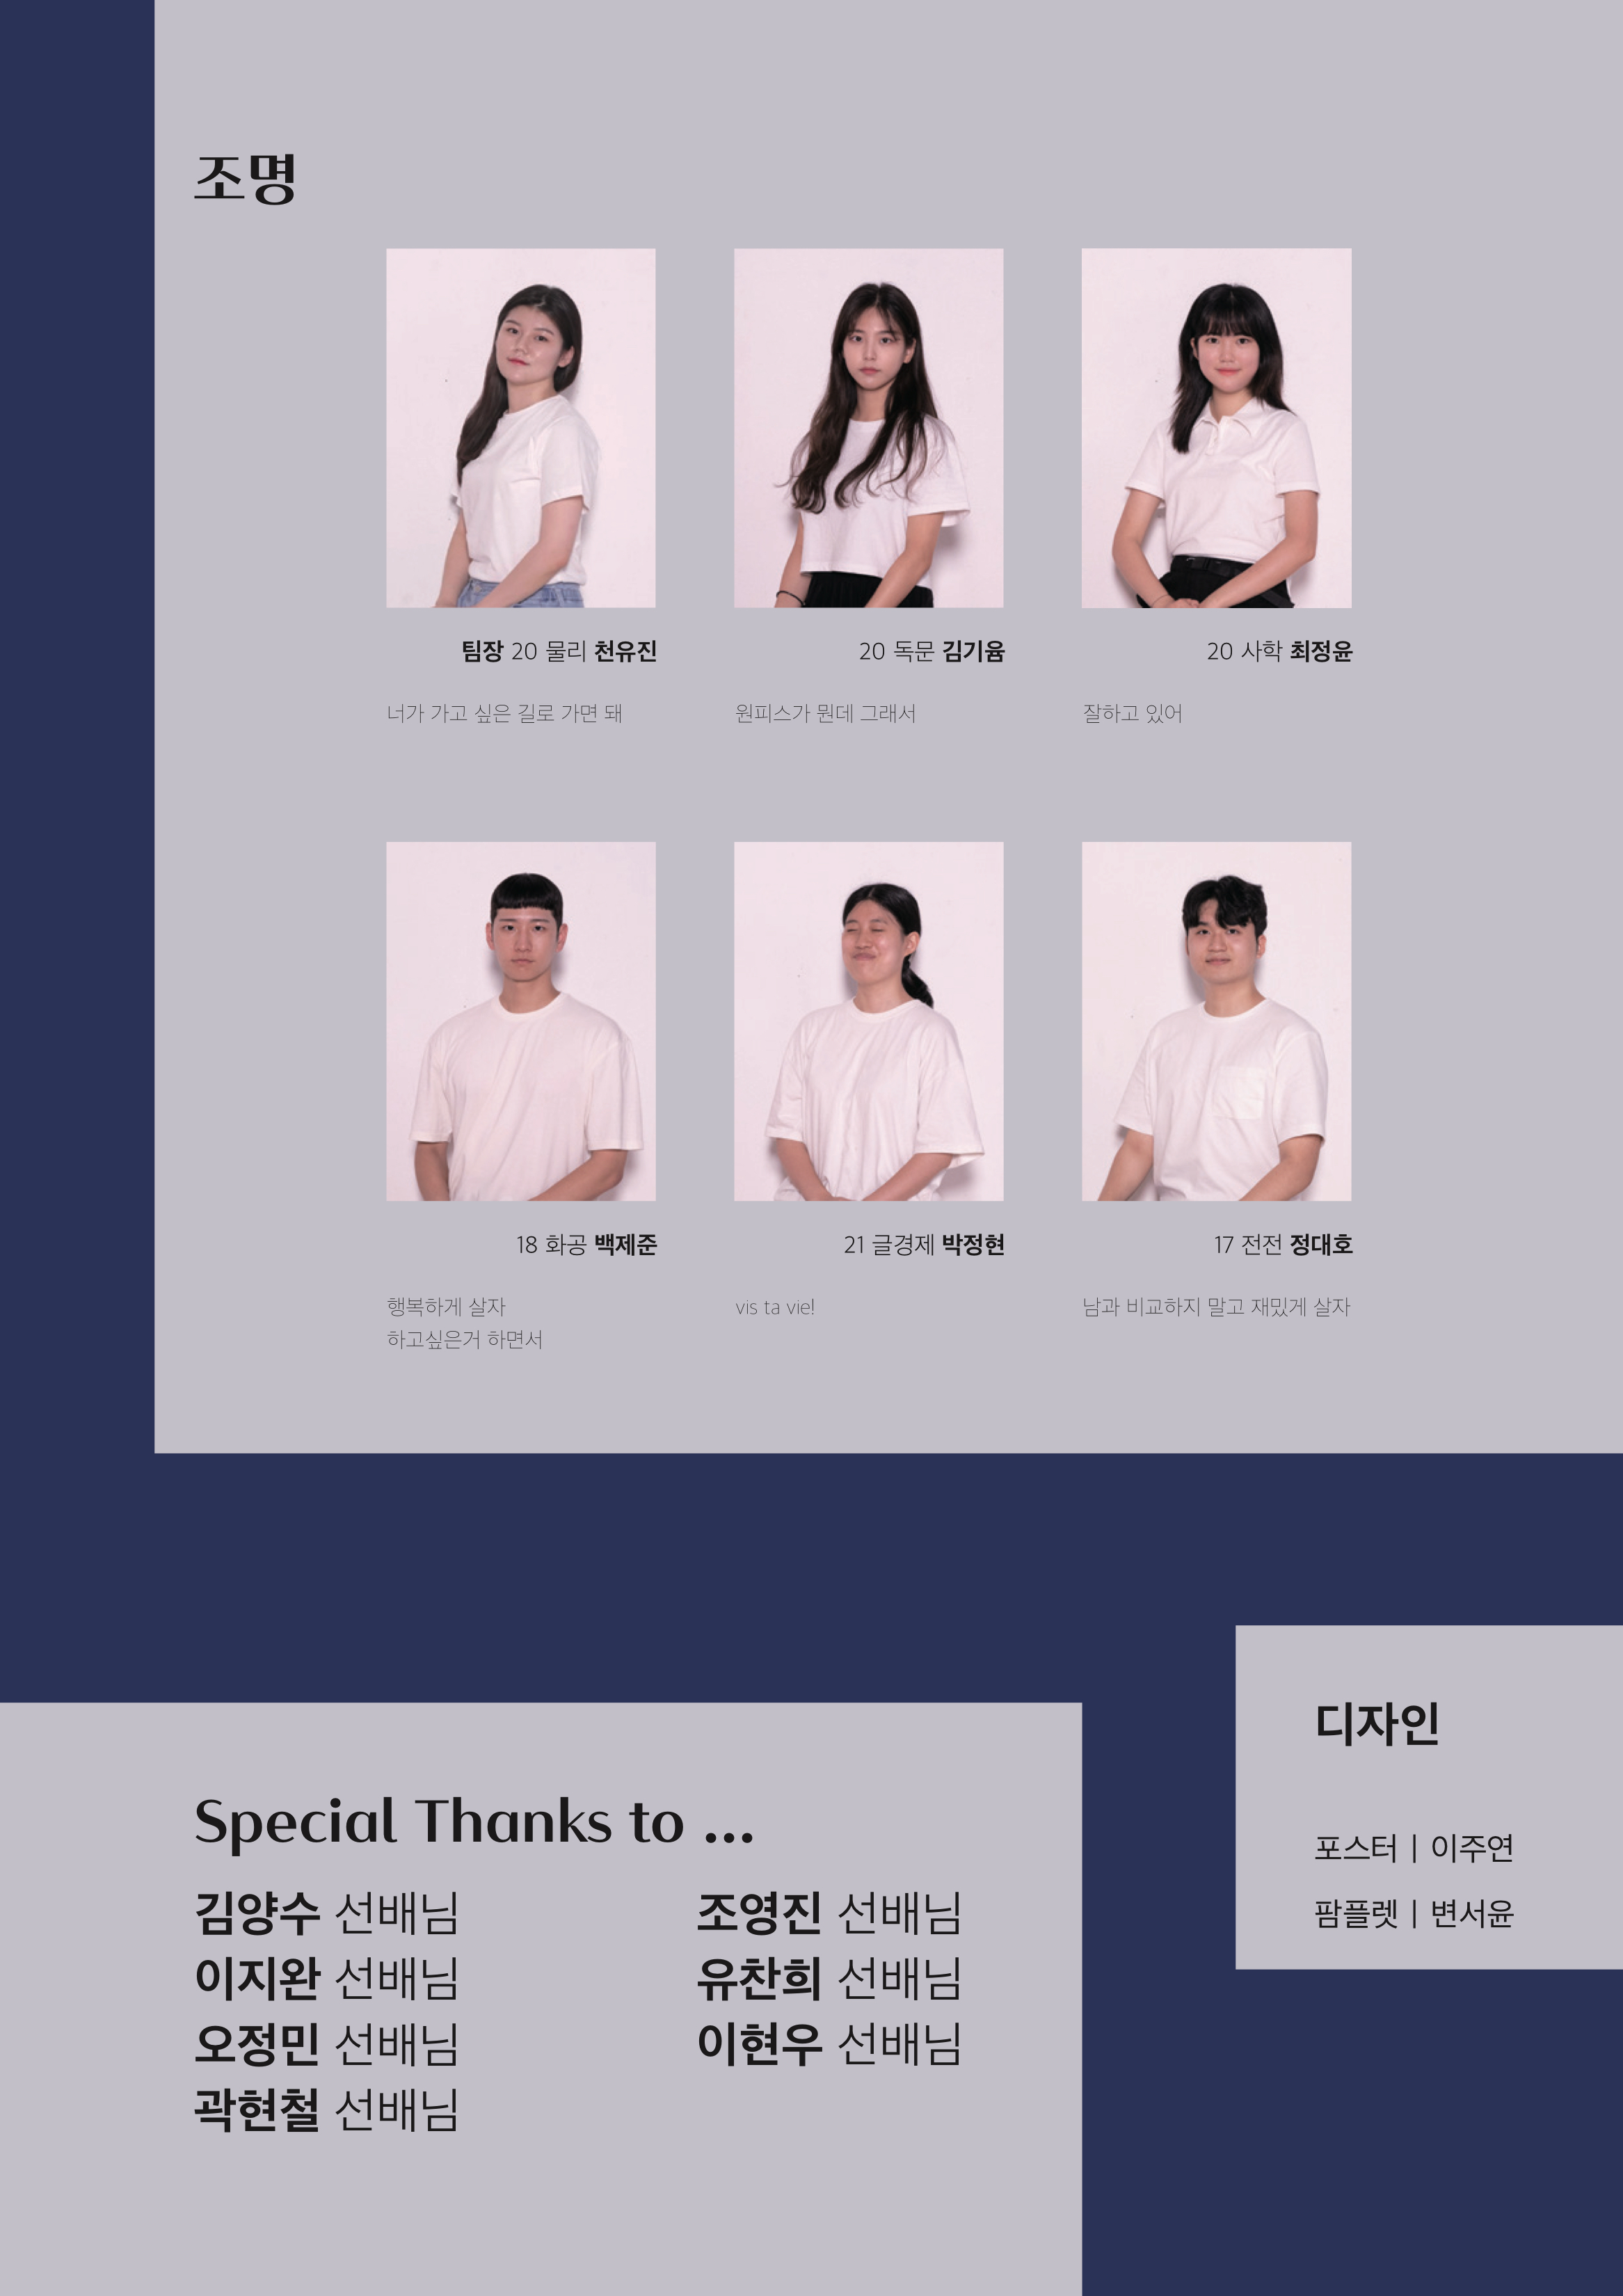 조명
팀장 20 물리 천유진
너가 가고 싶은 길로 가면 돼
20 독문 김기윰
원피스가 뭔데 그래서
20 사학 최정윤
잘하고 있어
18 화공 백제준
행복하게 살자
하고싶은거 하면서
21 글경제 박정현
vis ta vie!
17 전전 정대호
남과 비교하지 말고 재밌게 살자
Special Thanks to ...
김양수 선배님
이지완 선배님
오정민 선배님
곽현철 선배님
조영진 선배님
유찬희 선배님
이현우 선배님
디자인
포스터 | 이주연
팜플렛 | 변서윤